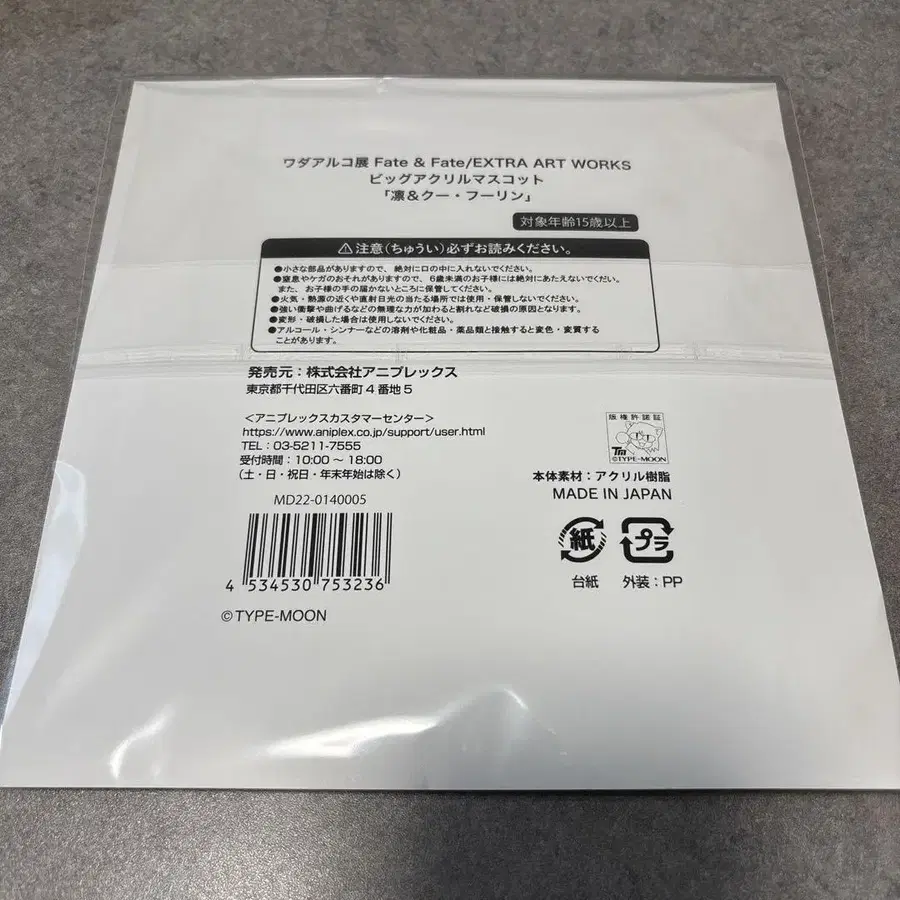 ワダアルコ展 Fate & Fate/EXTRA ART WORKS
ビッグアクリルマスコット
「凛＆クー・フーリン」
対象年齢15歳以上
⚠注意（ちゅうい）必ずお読みください。
●小さな部品がありますので、絶対に口の中に入れないでください。
●窒息やケガのおそれがありますので、6歳未満のお子様には絶対にあたえないでください。
また、お子様の手の届かないところに保管してください。
●火気・熱源の近くや直射日光の当たる場所では使用・保管しないでください。
●強い衝撃や曲げるなどの無理な力が加わると割れなど破損の原因となります。
●変形・破損した場合は使用しないでください。
●アルコール・シンナーなどの溶剤や化粧品・薬品類と接触すると変色・変質する
ことがあります。
発売元：株式会社アニプレックス
東京都千代田区六番町4番地5
＜アニプレックスカスタマーセンター＞
https://www.aniplex.co.jp/support/user.html
TEL：03-5211-7555
受付時間：10:00～18:00
（土・日・祝日・年末年始は除く）
MD22-0140005
4 534530 753236
©TYPE-MOON
版権許諾証
Tm
©TYPE-MOON
本体素材：アクリル樹脂
MADE IN JAPAN
紙
プラ
台紙
外装：PP